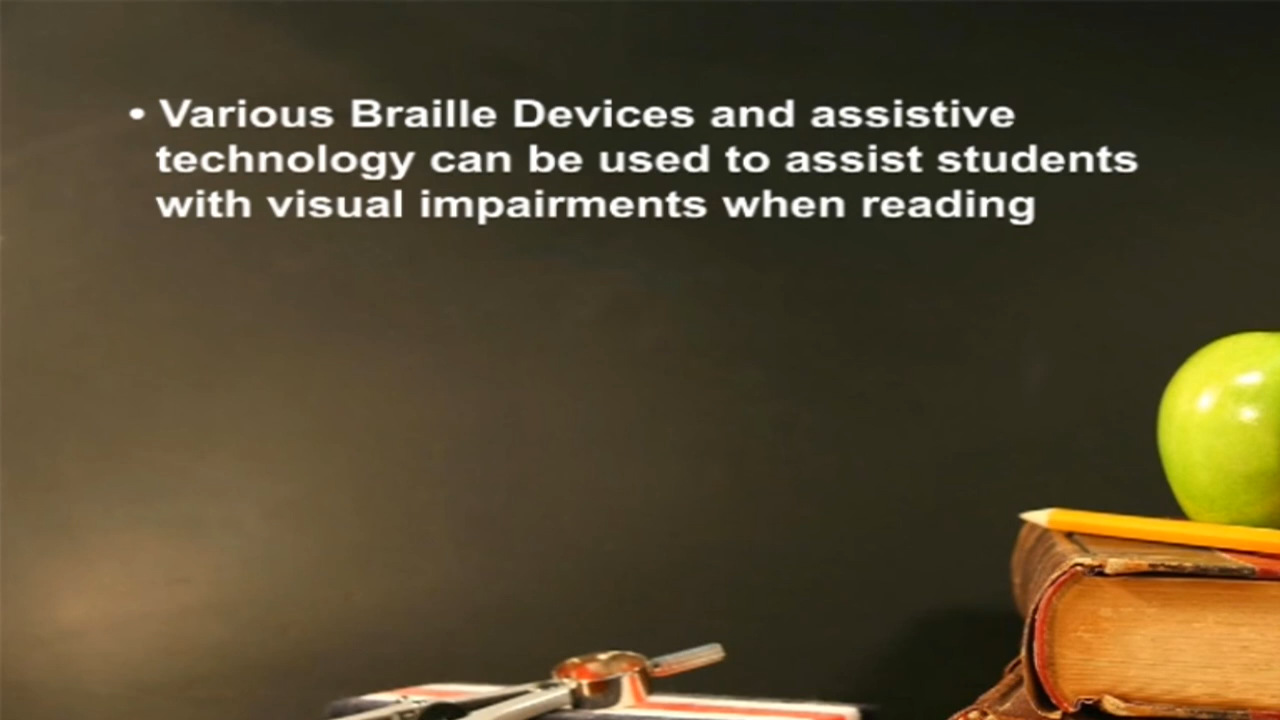 • Various Braille Devices and assistive
technology can be used to assist students
with visual impairments when reading